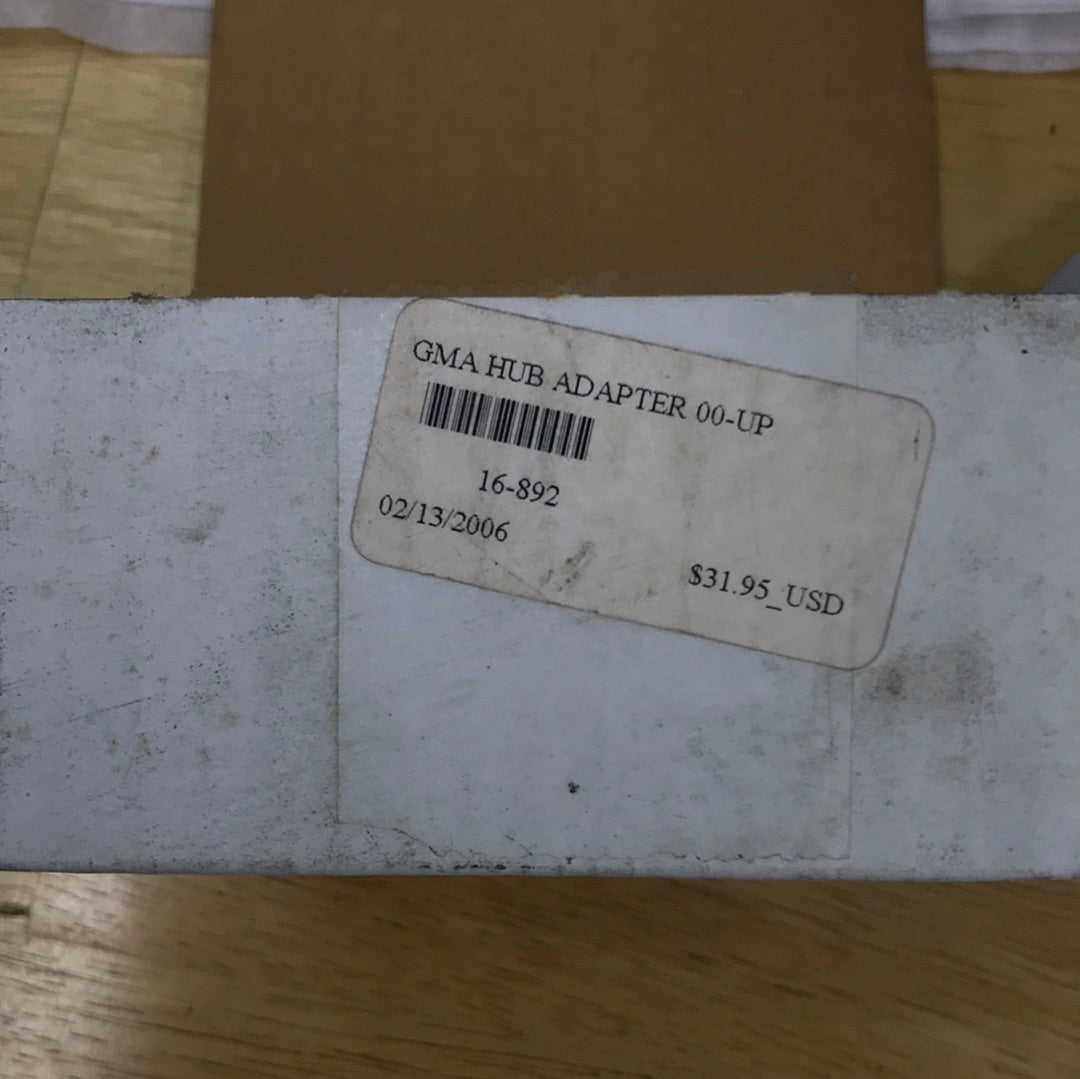 GMA HUB ADAPTER 00-UP
16-892
02/13/2006
$31.95_USD